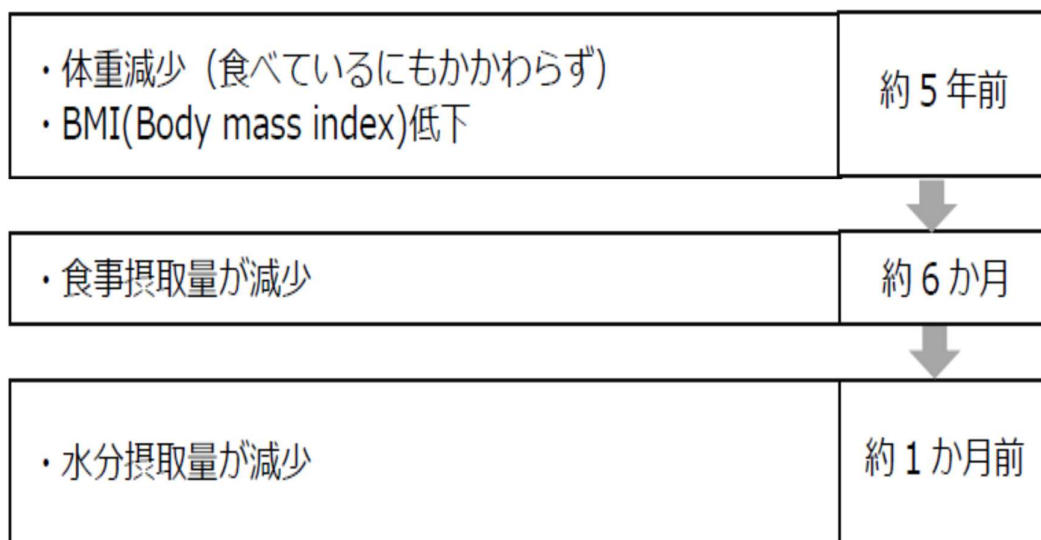 ・体重減少（食べているにもかかわらず）
・BMI(Body mass index)低下
約 5 年前
・食事摂取量が減少
約 6 か月
・水分摂取量が減少
約 1 か月前